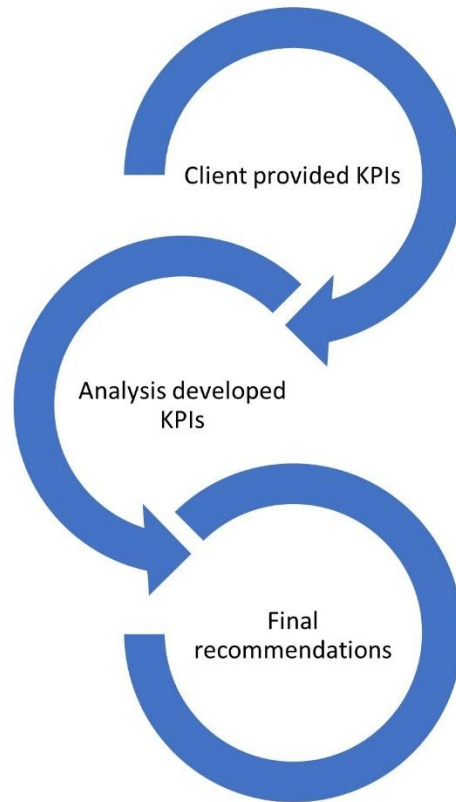 Client provided KPIs
Analysis developed
KPIs
Final
recommendations